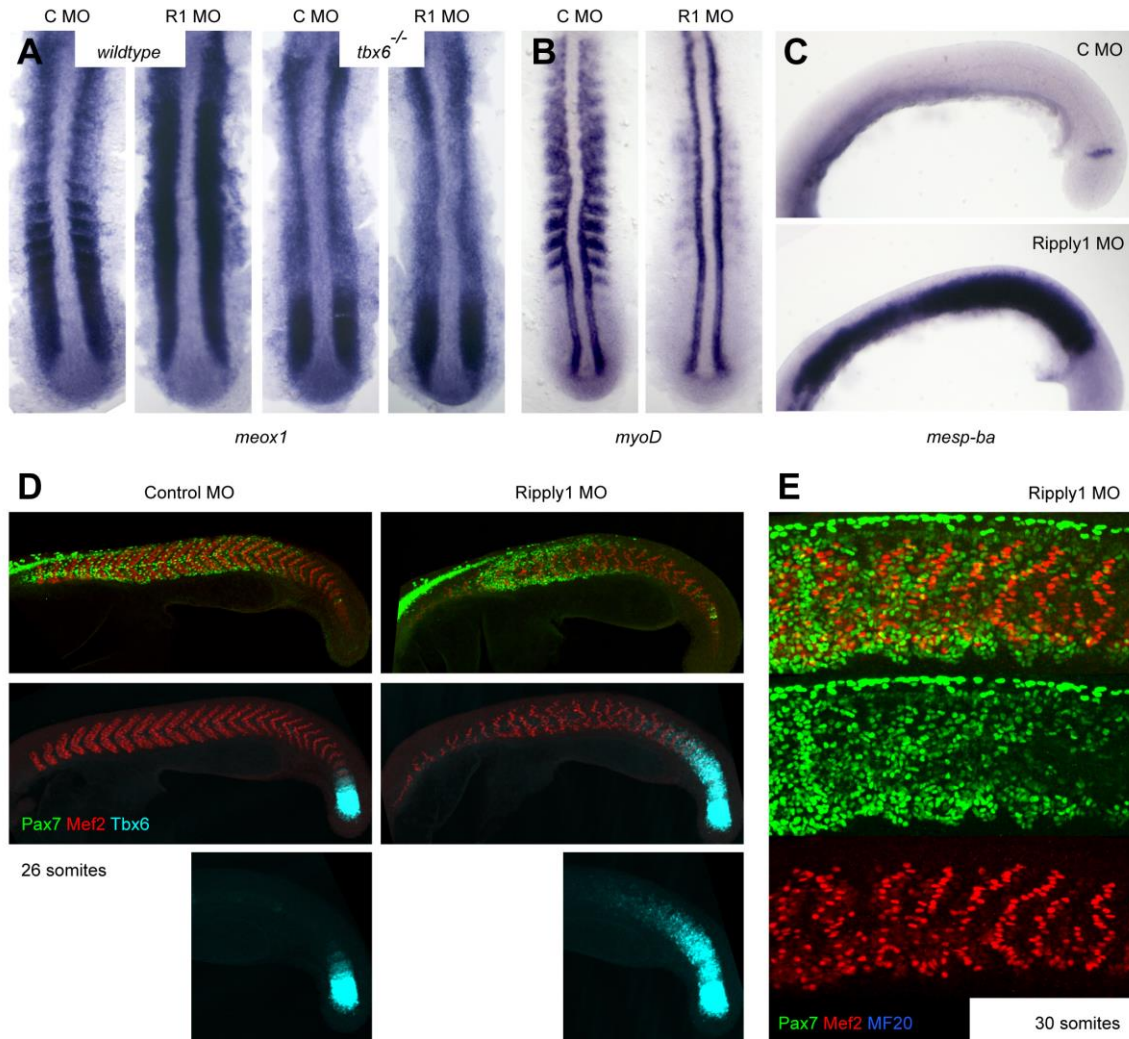 C MO R1 MO C MO R1 MO C MO R1 MO
A wildtype tbx6-/- B C
C MO
Ripply1 MO
meox1 myoD mesp-ba
D Control MO Ripply1 MO E Ripply1 MO
Pax7 Mef2 Tbx6
26 somites
Pax7 Mef2 MF20
30 somites